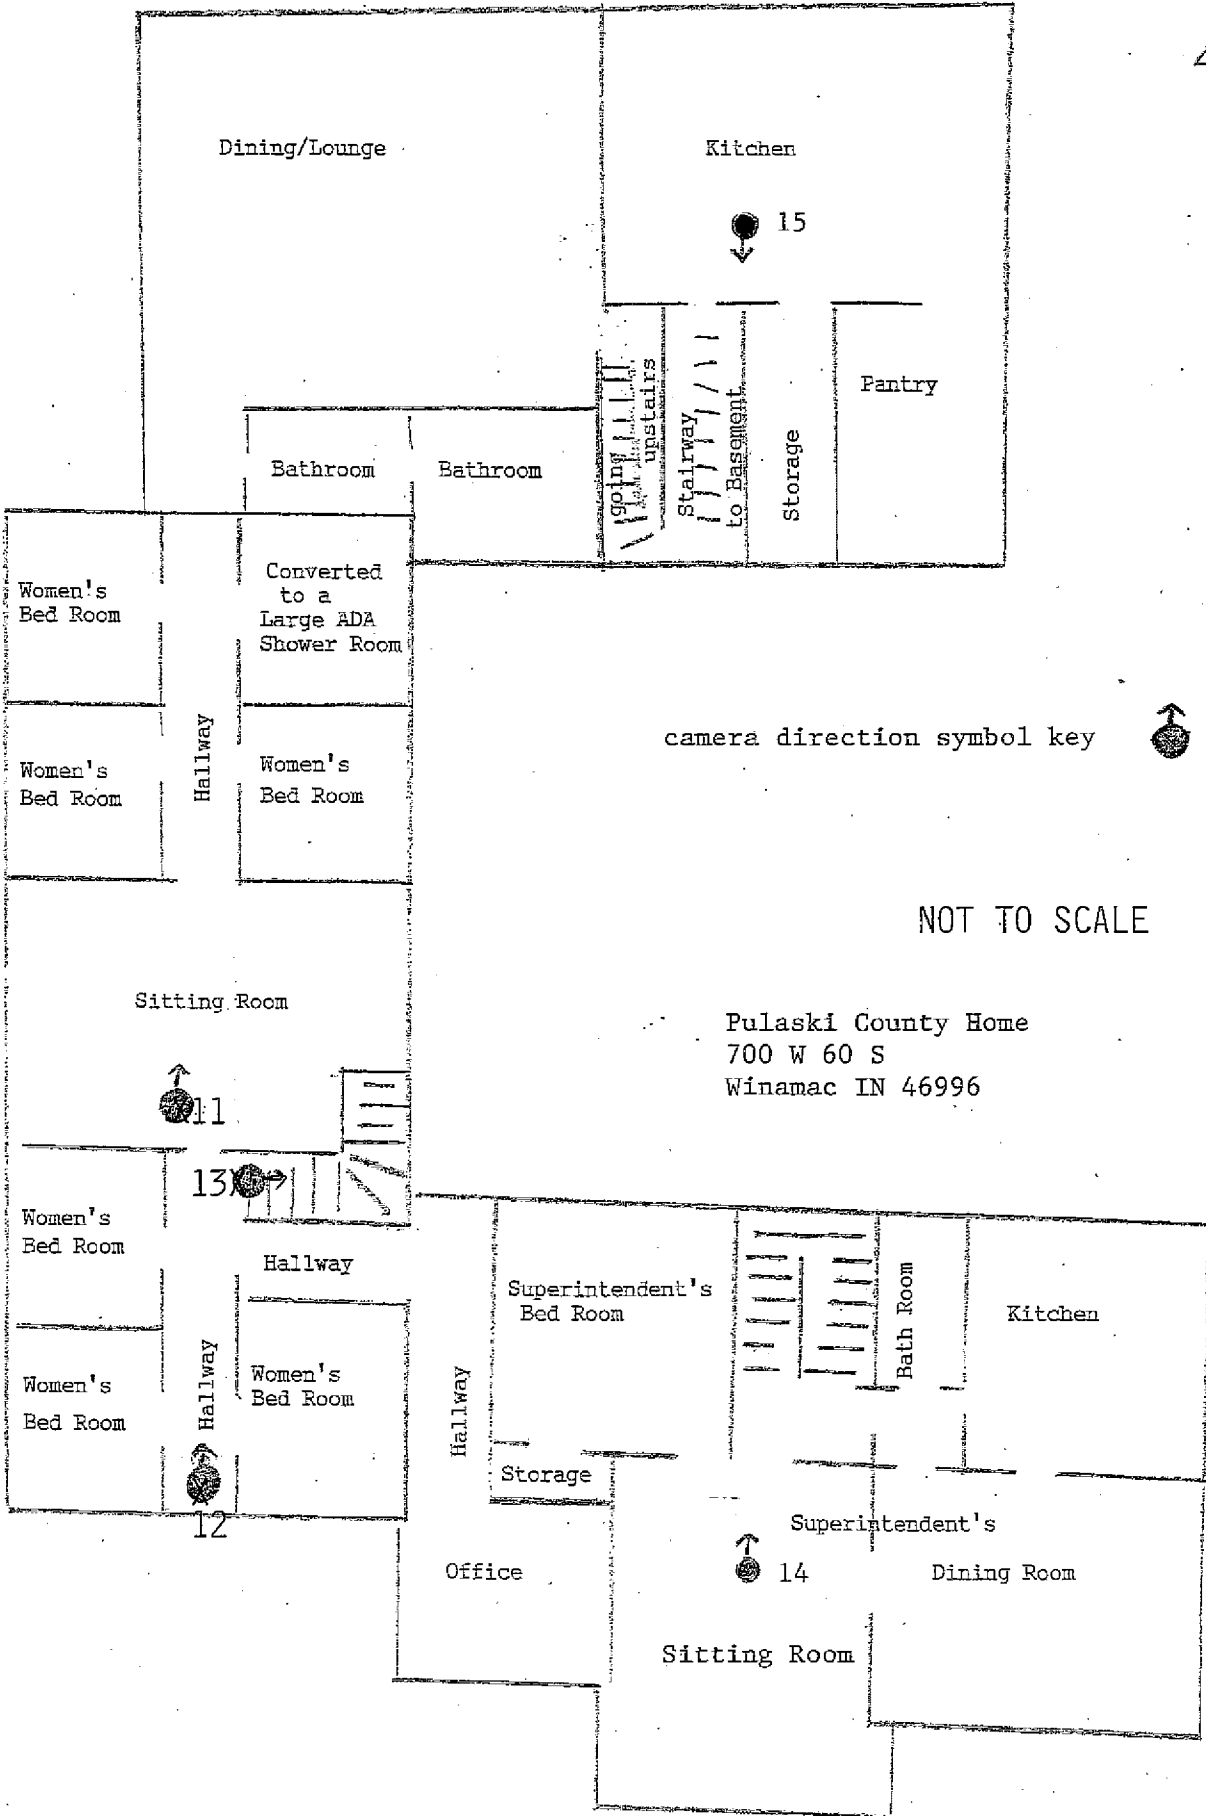 Dining/Lounge
Kitchen
15
going
upstairs
Stairway
to Basement
Storage
Pantry
Bathroom
Bathroom
Women's
Bed Room
Converted
to a
Large ADA
Shower Room
Women's
Bed Room
Hallway
Women's
Bed Room
camera direction symbol key
NOT TO SCALE
Sitting Room
Pulaski County Home
700 W 60 S
Winamac IN 46996
11
13
Women's
Bed Room
Hallway
Superintendent's
Bed Room
Bath Room
Kitchen
Women's
Bed Room
Hallway
Women's
Bed Room
Hallway
Storage
12
Superintendent's
Office
14
Dining Room
Sitting Room